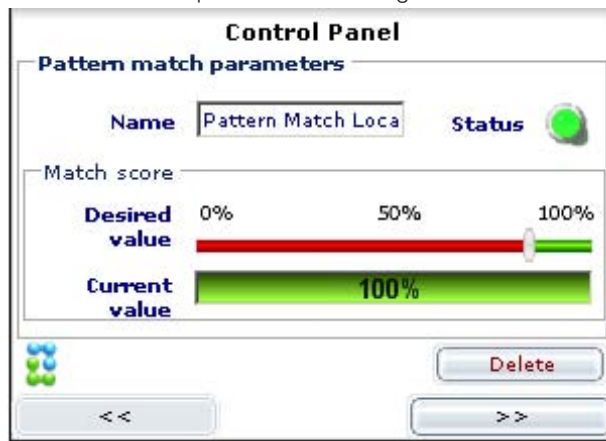 Control Panel
Pattern match parameters
Name Pattern Match Loca Status
Match score
Desired value 0% 50% 100%
Current value 100%
Delete
<< >>